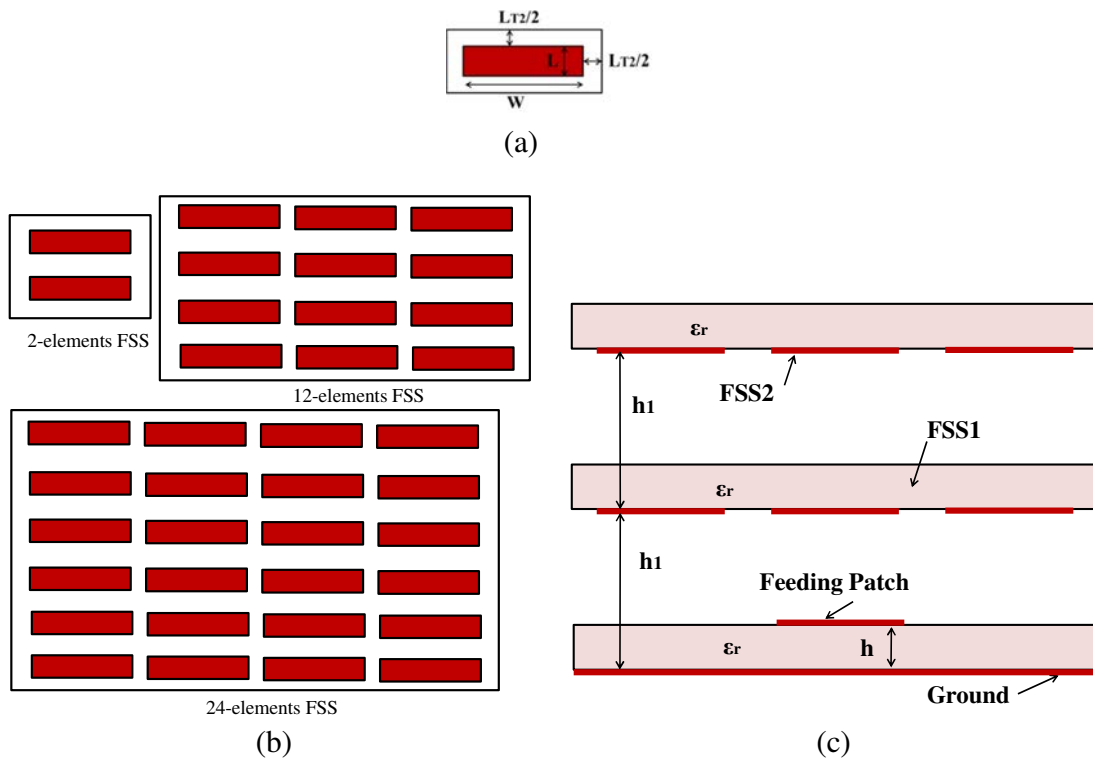 LT2/2
L
LT2/2
W
(a)
2-elements FSS
12-elements FSS
24-elements FSS
(b)
εr
FSS2
h1
FSS1
εr
h1
Feeding Patch
εr
h
Ground
(c)